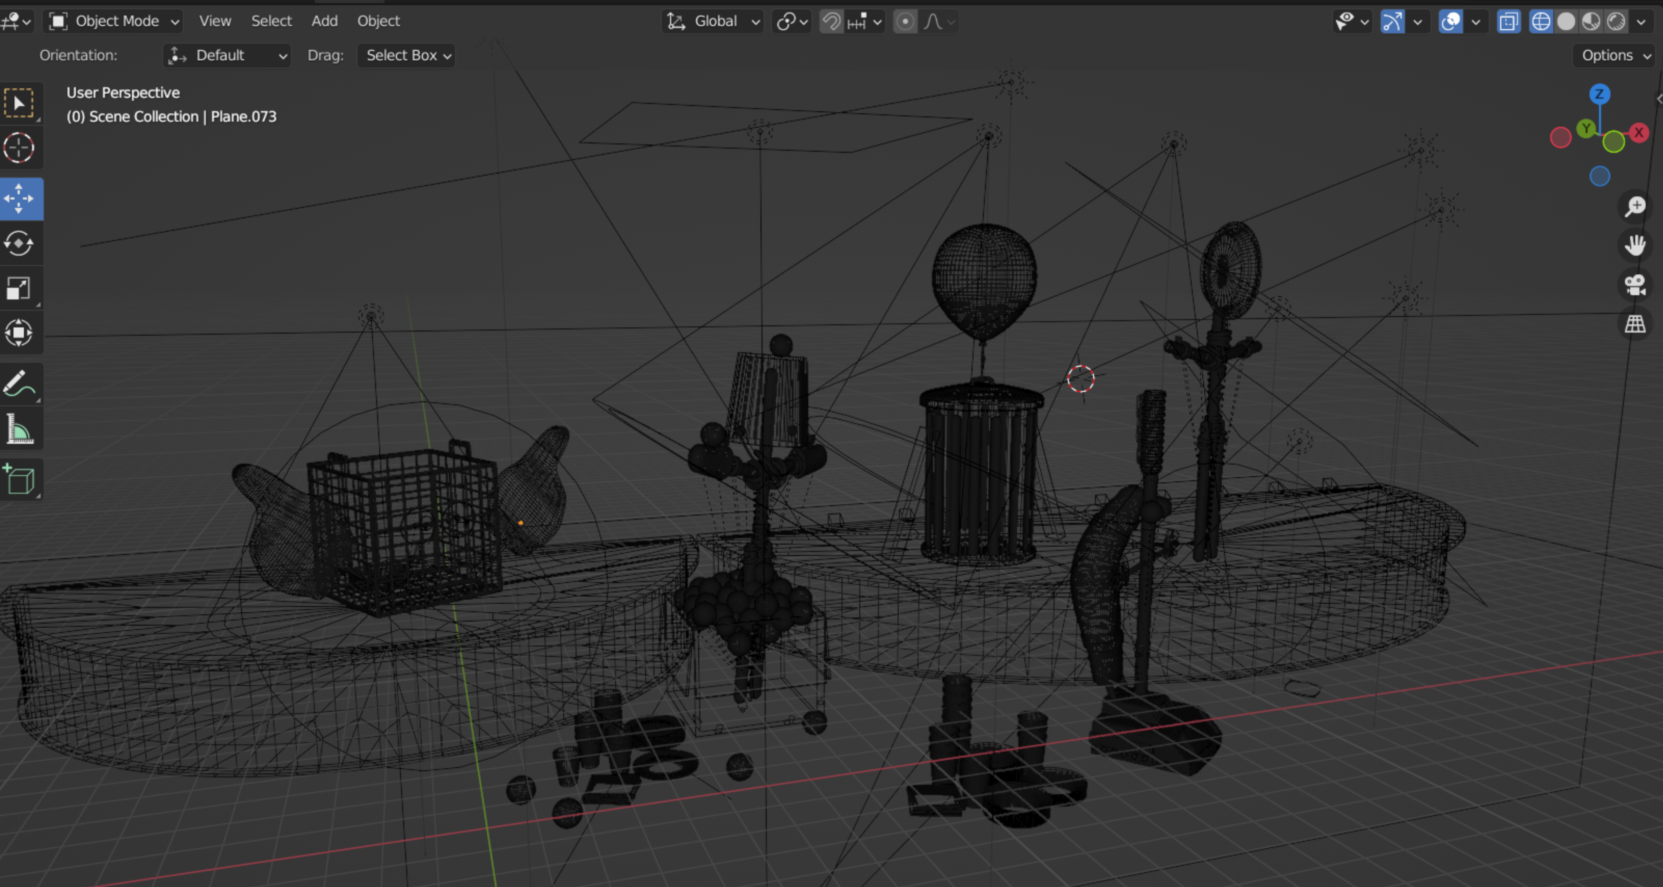 Object Mode View Select Add Object Global
Orientation: Default Drag: Select Box Options
User Perspective
(0) Scene Collection | Plane.073
Z
Y X